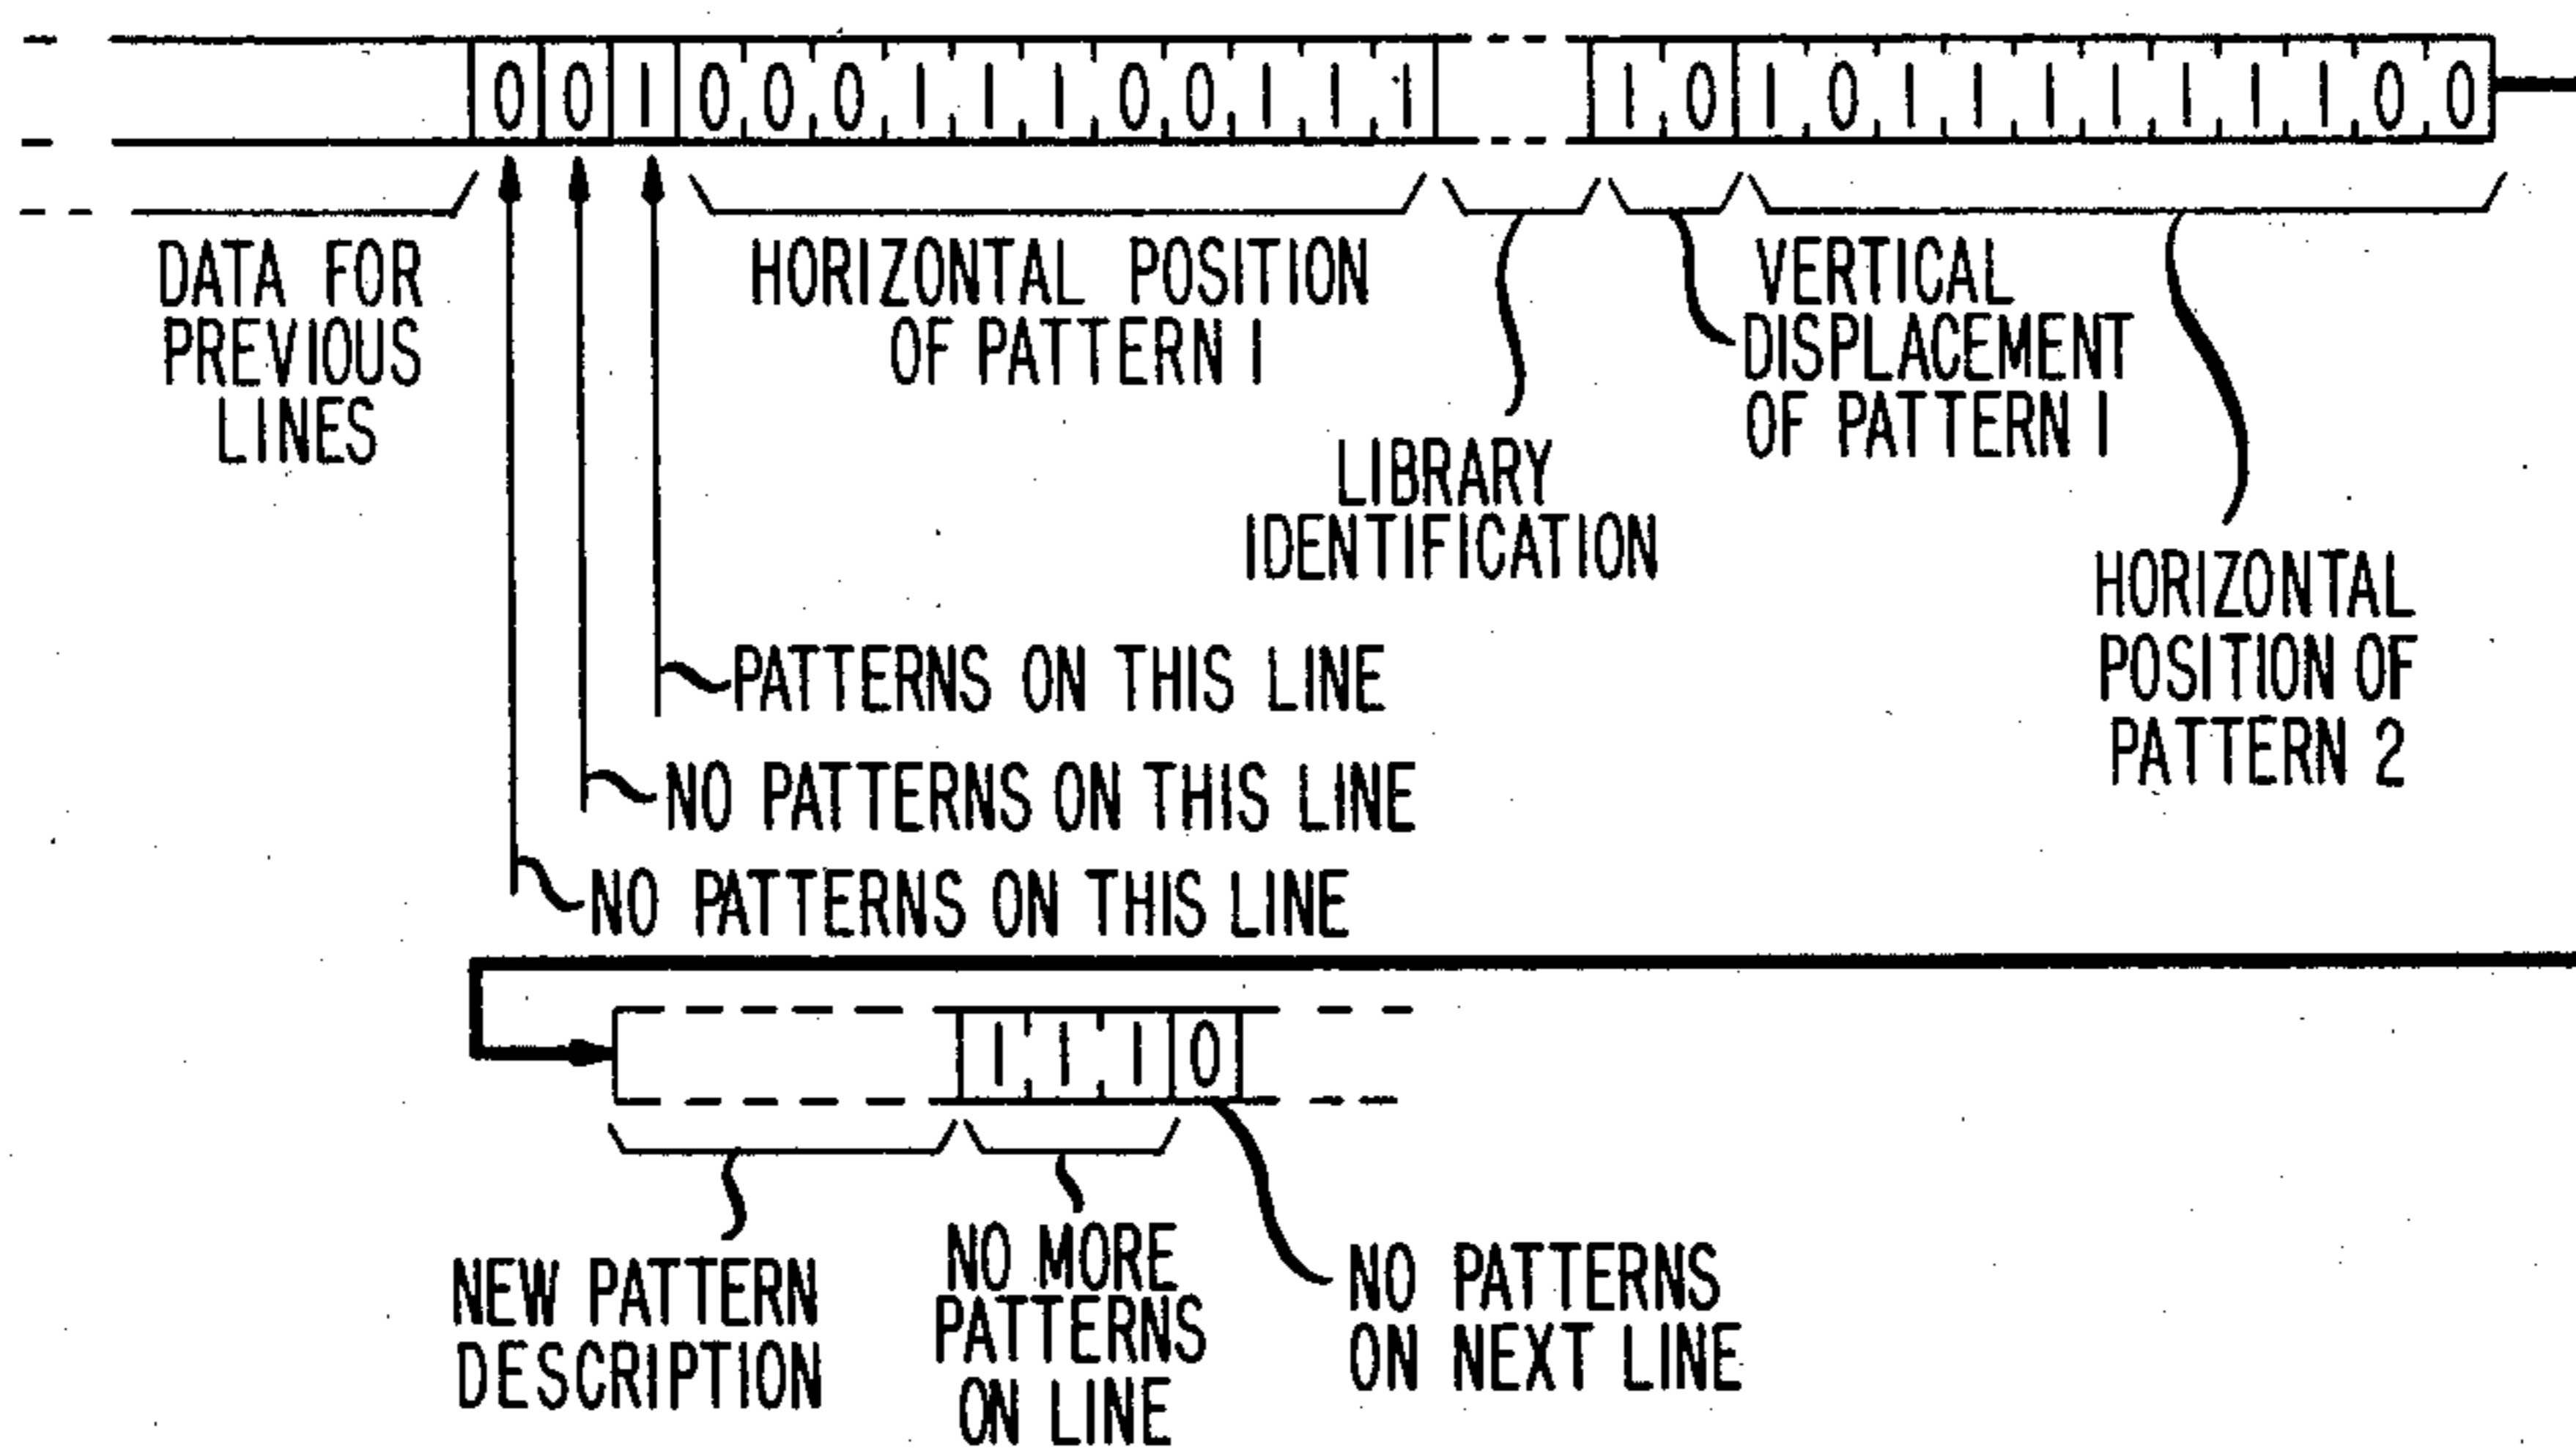 0 0 1 0 0 0 1 1 1 0 0 1 1 1 1 0 1 0 1 1 1 1 1 1 1 0 0
DATA FOR
PREVIOUS
LINES
HORIZONTAL POSITION
OF PATTERN 1
LIBRARY
IDENTIFICATION
VERTICAL
DISPLACEMENT
OF PATTERN 1
HORIZONTAL
POSITION OF
PATTERN 2
PATTERNS ON THIS LINE
NO PATTERNS ON THIS LINE
NO PATTERNS ON THIS LINE
1 1 1 0
NEW PATTERN
DESCRIPTION
NO MORE
PATTERNS
ON LINE
NO PATTERNS
ON NEXT LINE